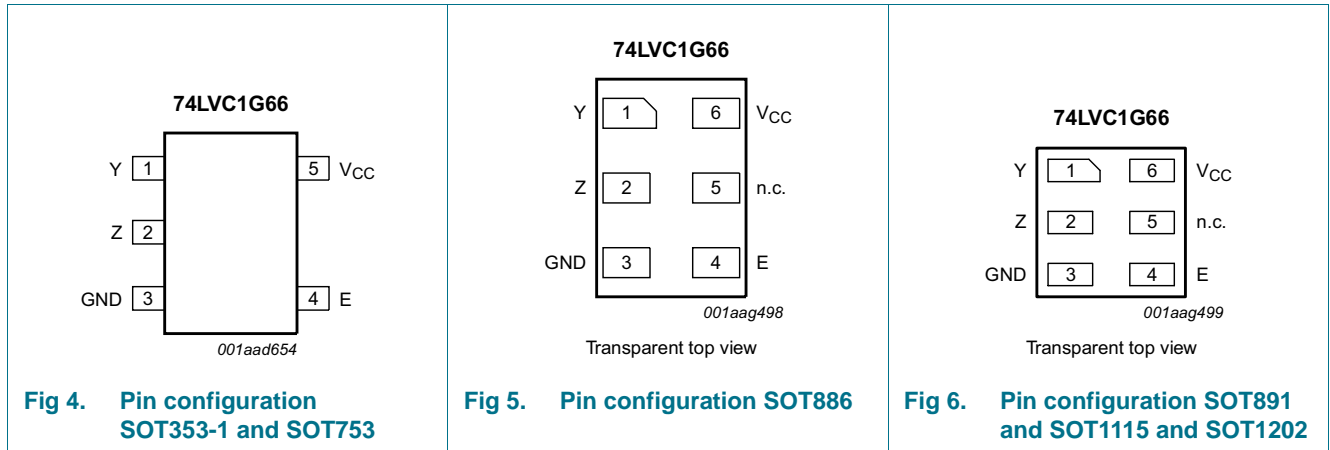 74LVC1G66
Y 1
5 VCC
Z 2
GND 3
4 E
001aad654
Fig 4. Pin configuration
SOT353-1 and SOT753
74LVC1G66
Y 1 6 VCC
Z 2 5 n.c.
GND 3 4 E
001aag498
Transparent top view
Fig 5. Pin configuration SOT886
74LVC1G66
Y 1 6 VCC
Z 2 5 n.c.
GND 3 4 E
001aag499
Transparent top view
Fig 6. Pin configuration SOT891
and SOT1115 and SOT1202